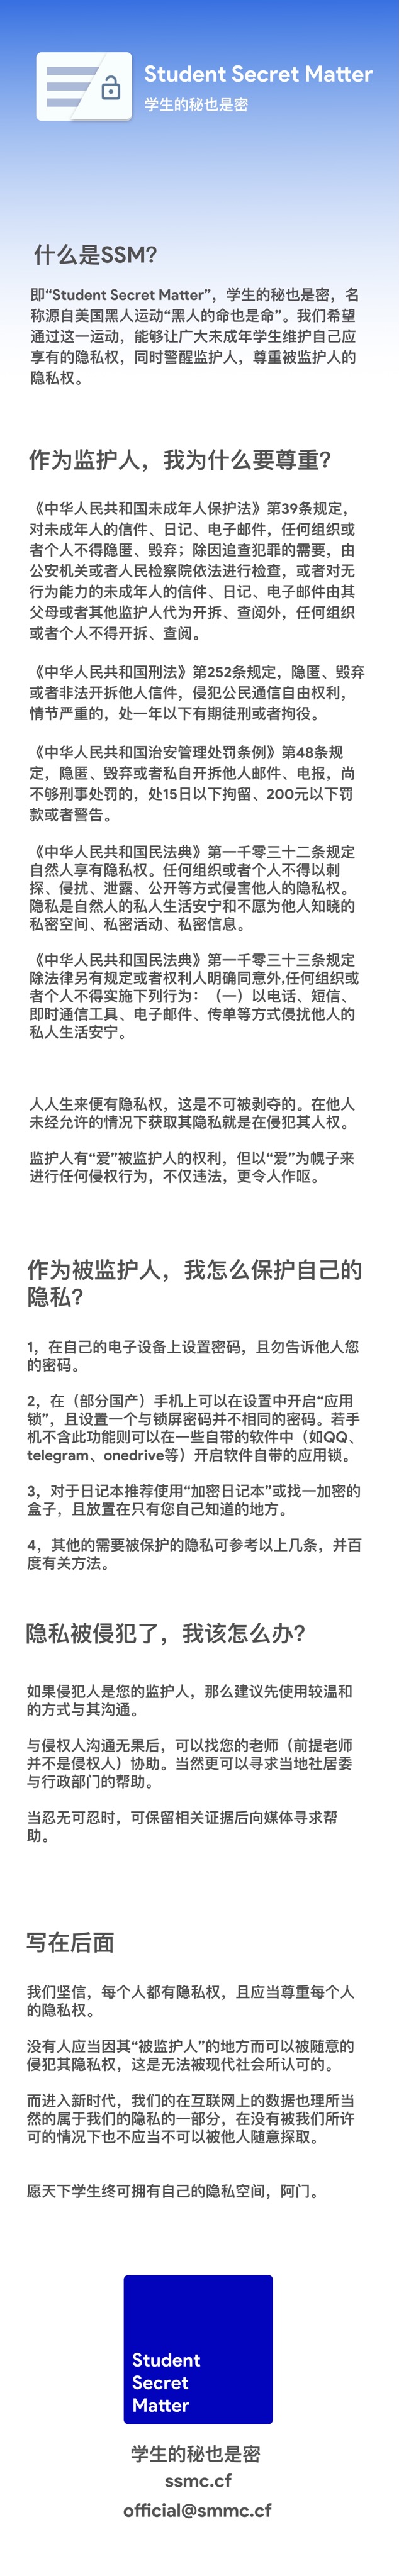 Student Secret Matter
学生的秘也是密
什么是SSM?
即“Student Secret Matter”，学生的秘也是密，名
称源自美国黑人运动“黑人的命也是命”。我们希望
通过这一运动，能够让广大未成年学生维护自己应
享有的隐私权，同时警醒监护人，尊重被监护人的
隐私权。
作为监护人，我为什么要尊重?
《中华人民共和国未成年人保护法》第39条规定，
对未成年人的信件、日记、电子邮件，任何组织或
者个人不得隐匿、毁弃；除因追查犯罪的需要，由
公安机关或者人民检察院依法进行检查，或者对无
行为能力的未成年人的信件、日记、电子邮件由其
父母或者其他监护人代为开拆、查阅外，任何组织
或者个人不得开拆、查阅。
《中华人民共和国刑法》第252条规定，隐匿、毁弃
或者非法开拆他人信件，侵犯公民通信自由权利，
情节严重的，处一年以下有期徒刑或者拘役。
《中华人民共和国治安管理处罚条例》第48条规
定，隐匿、毁弃或者私自开拆他人邮件、电报，尚
不够刑事处罚的，处15日以下拘留、200元以下罚
款或者警告。
《中华人民共和国民法典》第一千零三十二条规定
自然人享有隐私权。任何组织或者个人不得以刺
探、侵扰、泄露、公开等方式侵害他人的隐私权。
隐私是自然人的私人生活安宁和不愿为他人知晓的
私密空间、私密活动、私密信息。
《中华人民共和国民法典》第一千零三十三条规定
除法律另有规定或者权利人明确同意外,任何组织或
者个人不得实施下列行为：（一）以电话、短信、
即时通信工具、电子邮件、传单等方式侵扰他人的
私人生活安宁。
人人生来便有隐私权，这是不可被剥夺的。在他人
未经允许的情况下获取其隐私就是在侵犯其人权。
监护人有“爱”被监护人的权利，但以“爱”为幌子来
进行任何侵权行为，不仅违法，更令人作呕。
作为被监护人，我怎么保护自己的
隐私?
1，在自己的电子设备上设置密码，且勿告诉他人您
的密码。
2，在（部分国产）手机上可以在设置中开启“应用
锁”，且设置一个与锁屏密码并不相同的密码。若手
机不含此功能则可以在一些自带的软件中（如QQ、
telegram、onedrive等）开启软件自带的应用锁。
3，对于日记本推荐使用“加密日记本”或找一加密的
盒子，且放置在只有您自己知道的地方。
4，其他的需要被保护的隐私可参考以上几条，并百
度有关方法。
隐私被侵犯了，我该怎么办?
如果侵犯人是您的监护人，那么建议先使用较温和
的方式与其沟通。
与侵权人沟通无果后，可以找您的老师（前提老师
并不是侵权人）协助。当然更可以寻求当地社居委
与行政部门的帮助。
当忍无可忍时，可保留相关证据后向媒体寻求帮
助。
写在后面
我们坚信，每个人都有隐私权，且应当尊重每个人
的隐私权。
没有人应当因其“被监护人”的地方而可以被随意的
侵犯其隐私权，这是无法被现代社会所认可的。
而进入新时代，我们的在互联网上的数据也理所当
然的属于我们的隐私的一部分，在没有被我们所许
可的情况下也不应当不可以被他人随意探取。
愿天下学生终可拥有自己的隐私空间，阿门。
Student
Secret
Matter
学生的秘也是密
ssmc.cf
official@smmc.cf